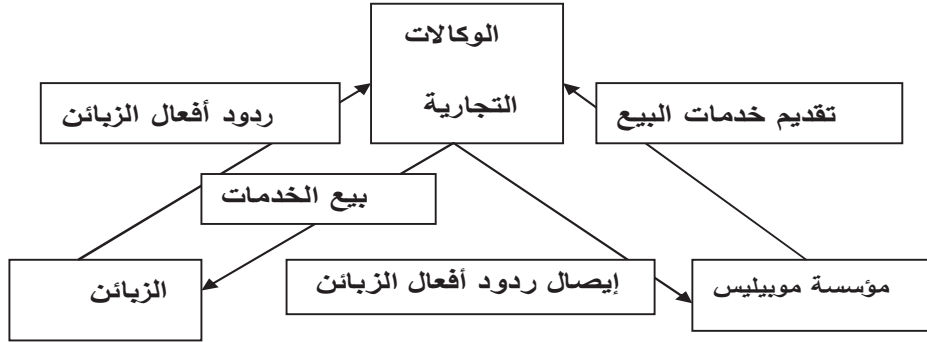 الوكالات
التجارية
تقديم خدمات البيع
ردود أفعال الزبائن
بيع الخدمات
مؤسسة موبيليس
إيصال ردود أفعال الزبائن
الزبائن